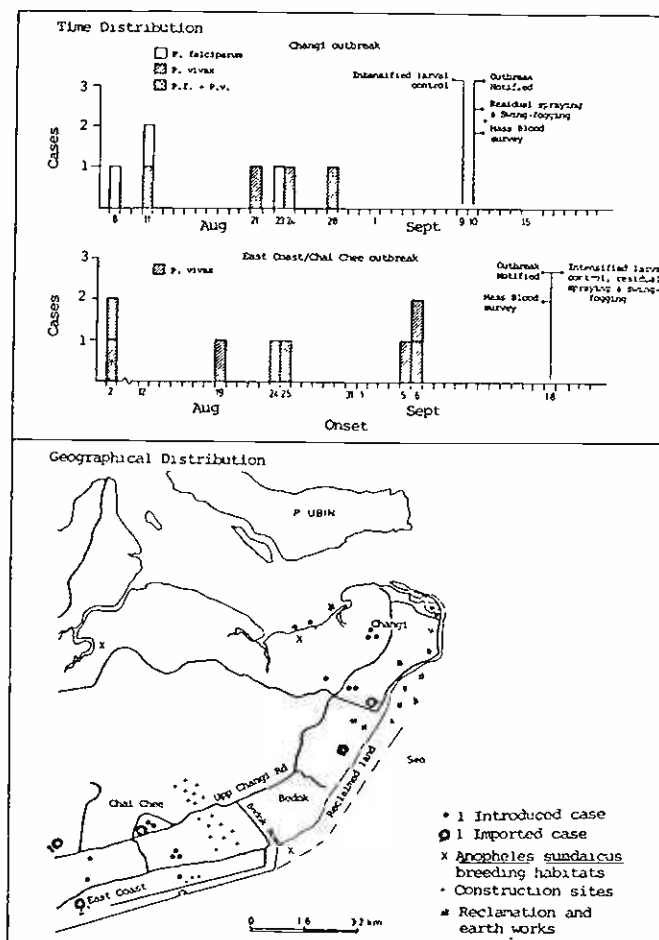 Time Distribution
Changi outbreak
P. falciparum
P. vivax
P.f. + P.v.
Intensified larval
control
Outbreak
Notified
Residual spraying
& Swing-fogging
Mass Blood
survey
Cases
3
2
1
8 11 21 23 24 28 1 9 10 15
Aug Sept
East Coast/Chai Chee outbreak
P. vivax
Outbreak
Notified
Mass Blood
survey
Intensified larval
control, residual
spraying & swing-
fogging
Cases
3
2
1
2 12 19 24 25 31 1 5 6 18
Aug Sept
Onset
Geographical Distribution
P UBIN
X
X
Changi
Sea
Reclaimed land
Upp Changi Rd
Bedok
Bedok
Chai Chee
X
East Coast
2
• 1 Introduced case
1 Imported case
X Anopheles sundaicus
breeding habitats
Construction sites
Reclamation and
earth works
0 1 6 3 2 km